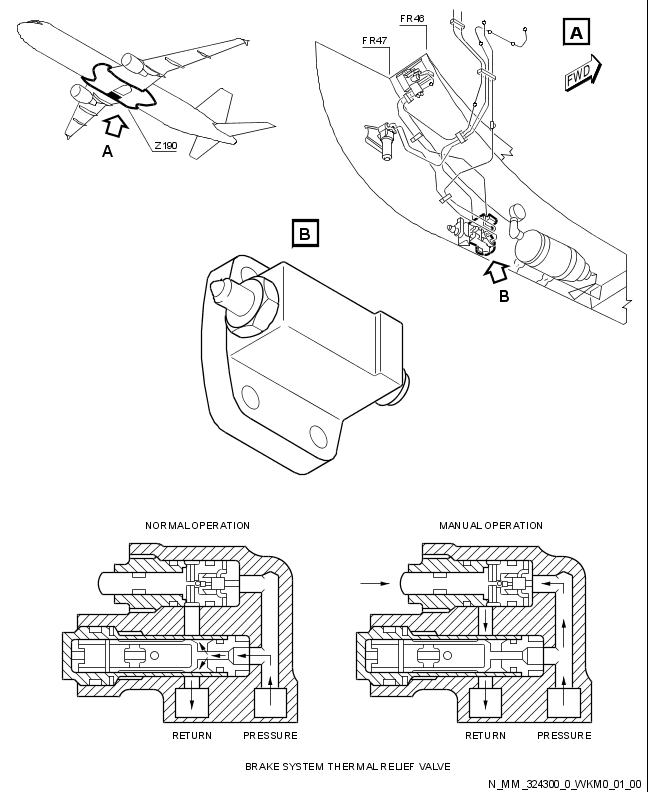 FR46
A
FR47
FWD
A
Z190
B
B
NORMAL OPERATION
MANUAL OPERATION
RETURN
PRESSURE
RETURN
PRESSURE
BRAKE SYSTEM THERMAL RELIEF VALVE
N_MM_324300_0_WKM0_01_00